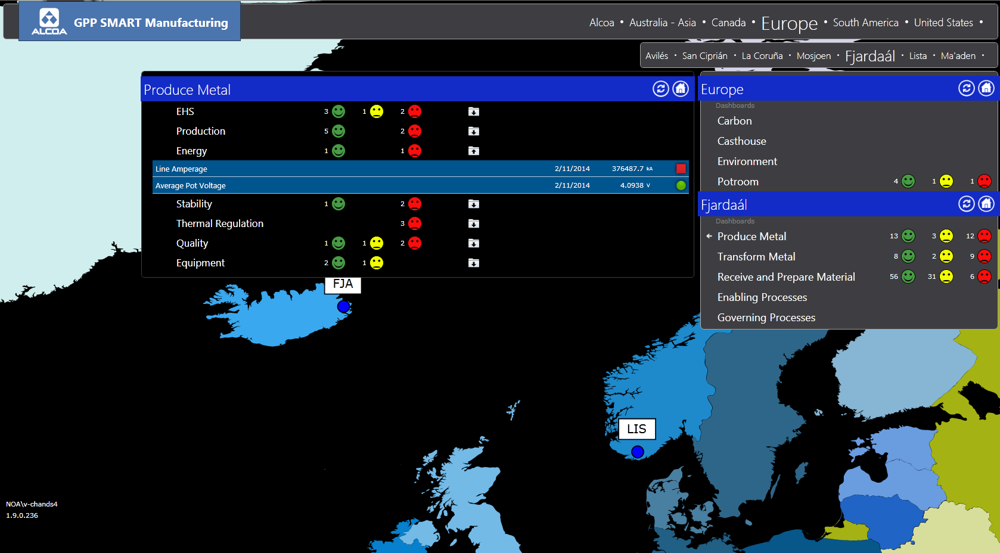 ALCOA
GPP SMART Manufacturing
Alcoa • Australia - Asia • Canada • Europe • South America • United States •
Avilés • San Ciprián • La Coruña • Mosjoen • Fjardaál • Lista • Ma'aden •
Produce Metal
EHS 3 1 2
Production 5 2
Energy 1 1
Line Amperage 2/11/2014 376487.7 kA
Average Pot Voltage 2/11/2014 4.0938 V
Stability 1 2
Thermal Regulation 3
Quality 1 1 2
Equipment 2 1
Europe
Dashboards
Carbon
Casthouse
Environment
Potroom 4 1 1
Fjardaál
Dashboards
Produce Metal 13 3 12
Transform Metal 8 2 9
Receive and Prepare Material 56 31 6
Enabling Processes
Governing Processes
FJA
LIS
NOA\v-chands4
1.9.0.236